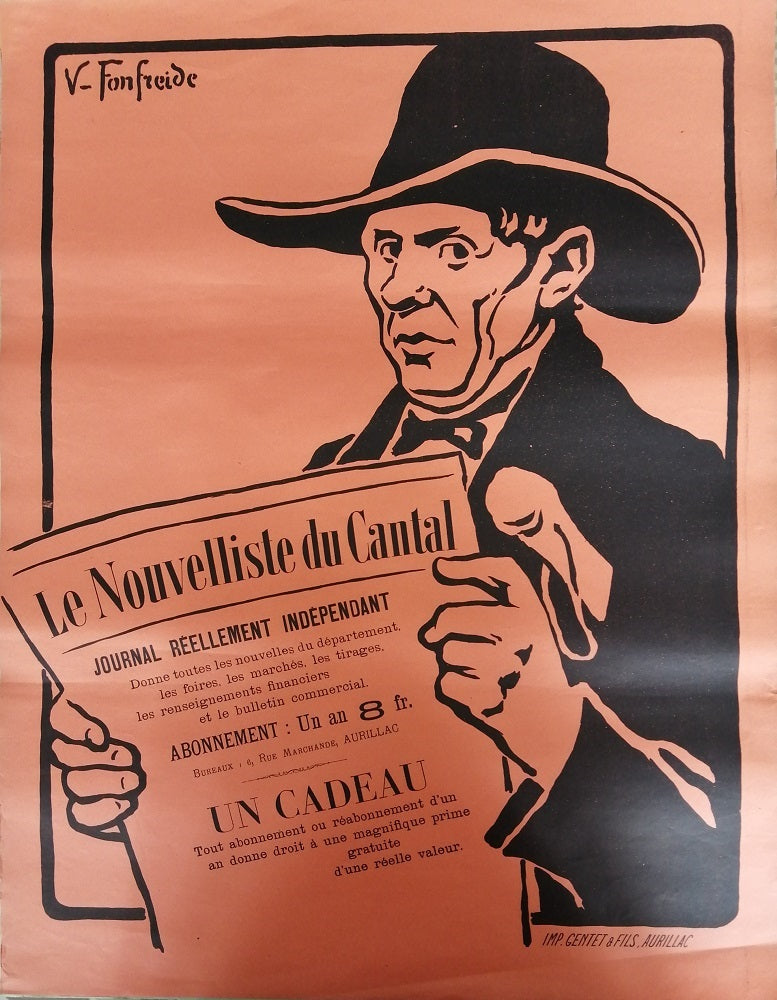 V- Fonfreide
Le Nouvelliste du Cantal
JOURNAL RÉELLEMENT INDÉPENDANT
Donne toutes les nouvelles du département,
les foires, les marchés, les tirages,
les renseignements financiers
et le bulletin commercial.
ABONNEMENT : Un an 8 fr.
BUREAUX : 6, RUE MARCHANDE, AURILLAC
UN CADEAU
Tout abonnement ou réabonnement d'un
an donne droit à une magnifique prime
gratuite
d'une réelle valeur.
IMP. GENTET & FILS, AURILLAC